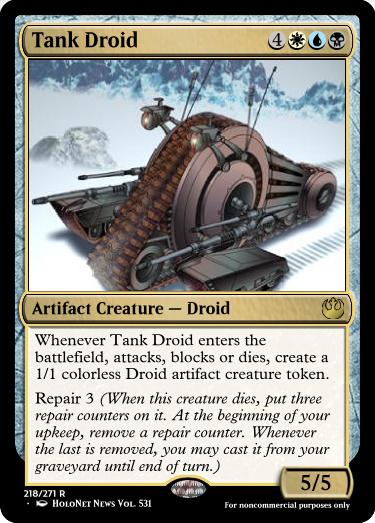 Tank Droid 4
Artifact Creature — Droid
Whenever Tank Droid enters the
battlefield, attacks, blocks or dies, create a
1/1 colorless Droid artifact creature token.
Repair 3 (When this creature dies, put three
repair counters on it. At the beginning of your
upkeep, remove a repair counter. Whenever
the last is removed, you may cast it from your
graveyard until end of turn.)
5/5
218/271 R
HoloNet News Vol. 531
For noncommercial purposes only